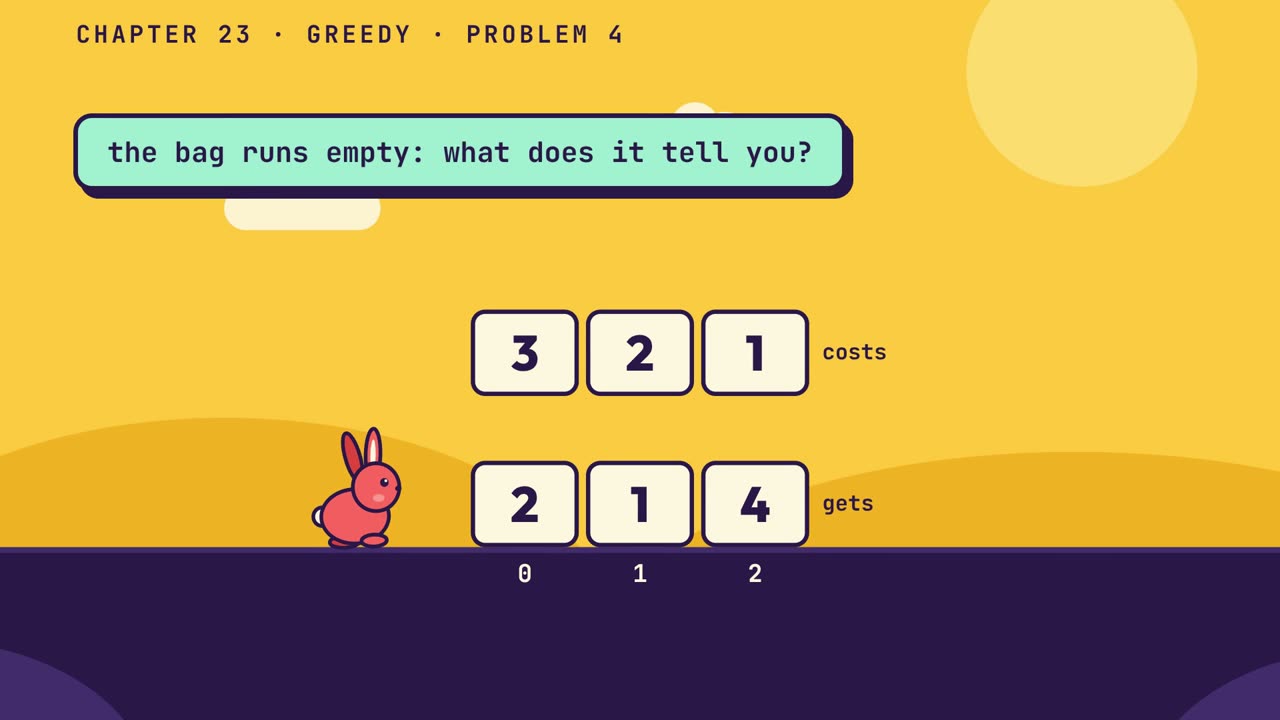 CHAPTER 23 · GREEDY · PROBLEM 4
the bag runs empty: what does it tell you?
3 2 1 costs
2 1 4 gets
0 1 2